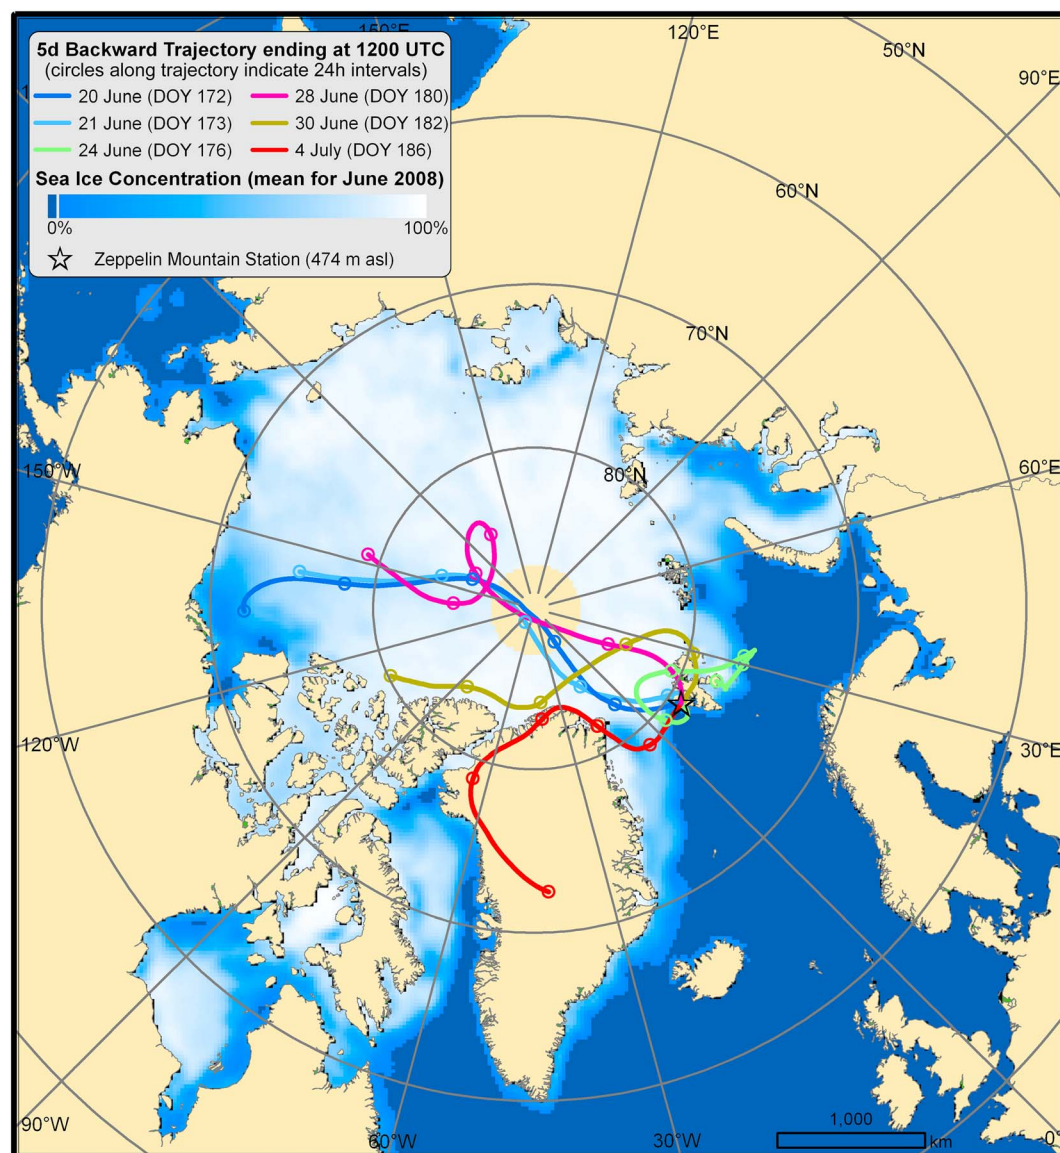 150°E
120°E
50°N
90°E
5d Backward Trajectory ending at 1200 UTC
(circles along trajectory indicate 24h intervals)
20 June (DOY 172)
28 June (DOY 180)
21 June (DOY 173)
30 June (DOY 182)
24 June (DOY 176)
4 July (DOY 186)
Sea Ice Concentration (mean for June 2008)
0%
100%
Zeppelin Mountain Station (474 m asl)
60°N
70°N
80°N
150°W
60°E
120°W
30°E
90°W
60°W
30°W
1,000
km
0°